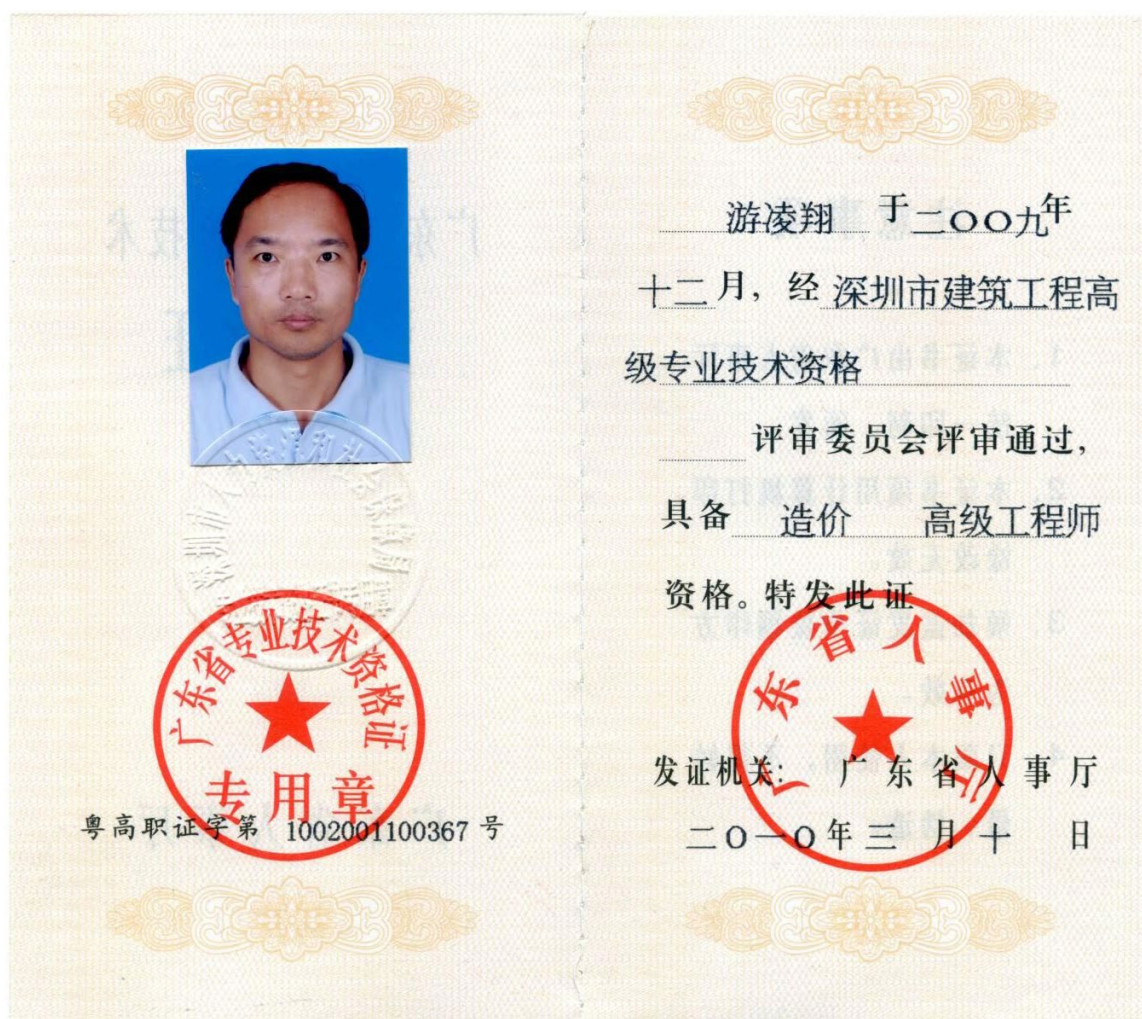 广东省专业技术资格证
专用章
粤高职证字第 1002001100367 号
游凌翔 于二〇〇九年
十二月，经深圳市建筑工程高
级专业技术资格
评审委员会评审通过，
具备 造价 高级工程师
资格。特发此证
广东省人事厅
发证机关：广东省人事厅
二〇一〇年三月十日